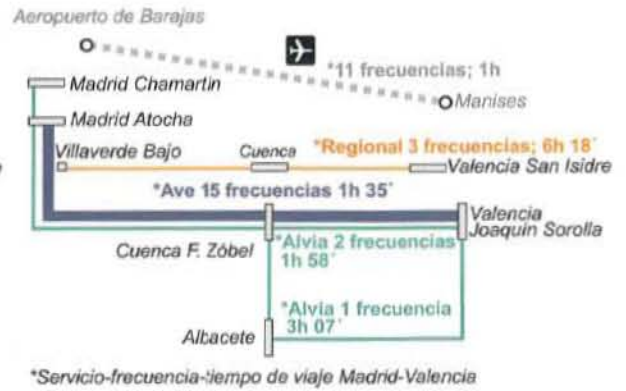 Aeropuerto de Barajas
*11 frecuencias; 1h
Manises
Madrid Chamartin
Madrid Atocha
Villaverde Bajo
Cuenca
*Regional 3 frecuencias; 6h 18´
Valencia San Isidre
*Ave 15 frecuencias 1h 35´
Valencia
Joaquin Sorolla
Cuenca F. Zóbel
*Alvia 2 frecuencias
1h 58´
*Alvia 1 frecuencia
3h 07´
Albacete
*Servicio-frecuencia-tiempo de viaje Madrid-Valencia